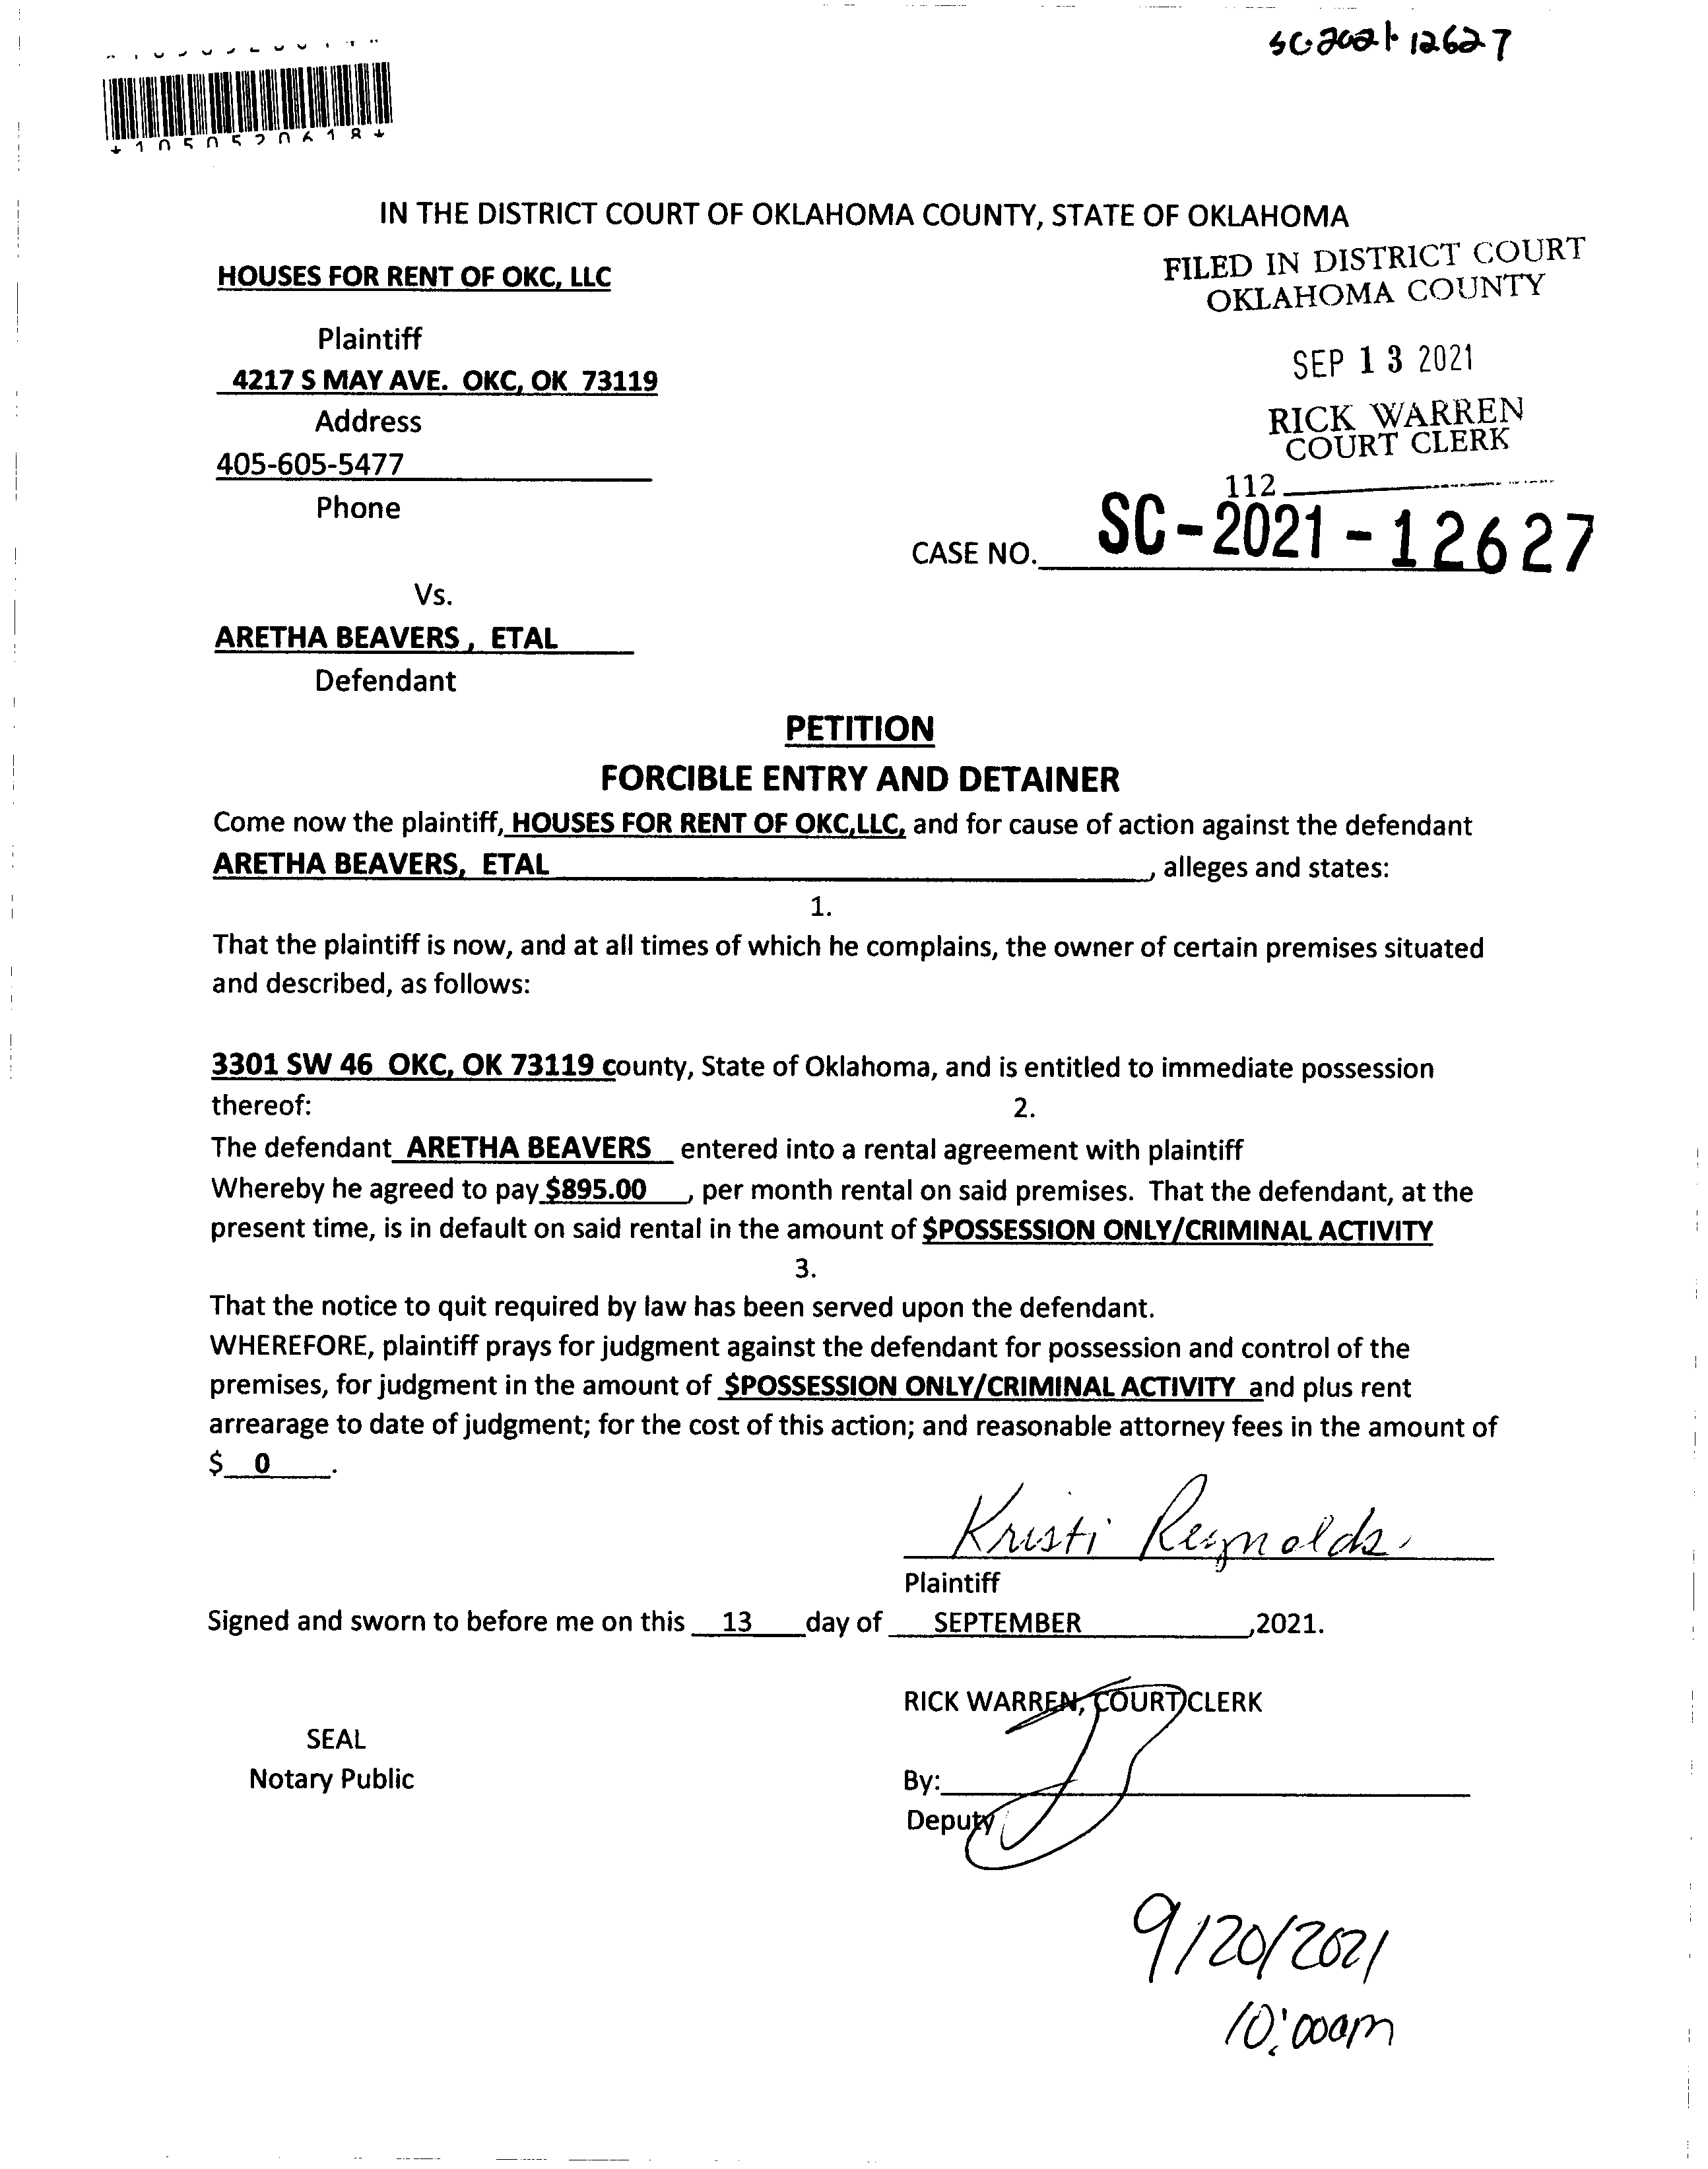 SC-2021-12627
*1050520618*
IN THE DISTRICT COURT OF OKLAHOMA COUNTY, STATE OF OKLAHOMA
HOUSES FOR RENT OF OKC, LLC
FILED IN DISTRICT COURT
OKLAHOMA COUNTY
Plaintiff
SEP 13 2021
4217 S MAY AVE. OKC, OK 73119
Address
RICK WARREN
COURT CLERK
405-605-5477
112
Phone
CASE NO. SC-2021-12627
Vs.
ARETHA BEAVERS , ETAL
Defendant
PETITION
FORCIBLE ENTRY AND DETAINER
Come now the plaintiff, HOUSES FOR RENT OF OKC,LLC, and for cause of action against the defendant
ARETHA BEAVERS, ETAL, alleges and states:
1.
That the plaintiff is now, and at all times of which he complains, the owner of certain premises situated
and described, as follows:
3301 SW 46 OKC, OK 73119 county, State of Oklahoma, and is entitled to immediate possession
thereof: 2.
The defendant ARETHA BEAVERS entered into a rental agreement with plaintiff
Whereby he agreed to pay $895.00 , per month rental on said premises. That the defendant, at the
present time, is in default on said rental in the amount of $POSSESSION ONLY/CRIMINAL ACTIVITY
3.
That the notice to quit required by law has been served upon the defendant.
WHEREFORE, plaintiff prays for judgment against the defendant for possession and control of the
premises, for judgment in the amount of $POSSESSION ONLY/CRIMINAL ACTIVITY and plus rent
arrearage to date of judgment; for the cost of this action; and reasonable attorney fees in the amount of
$ 0 .
Kristi Reynolds
Plaintiff
Signed and sworn to before me on this 13 day of SEPTEMBER ,2021.
RICK WARREN, COURT CLERK
SEAL
Notary Public
By:
Deputy
9/20/2021
10:00am